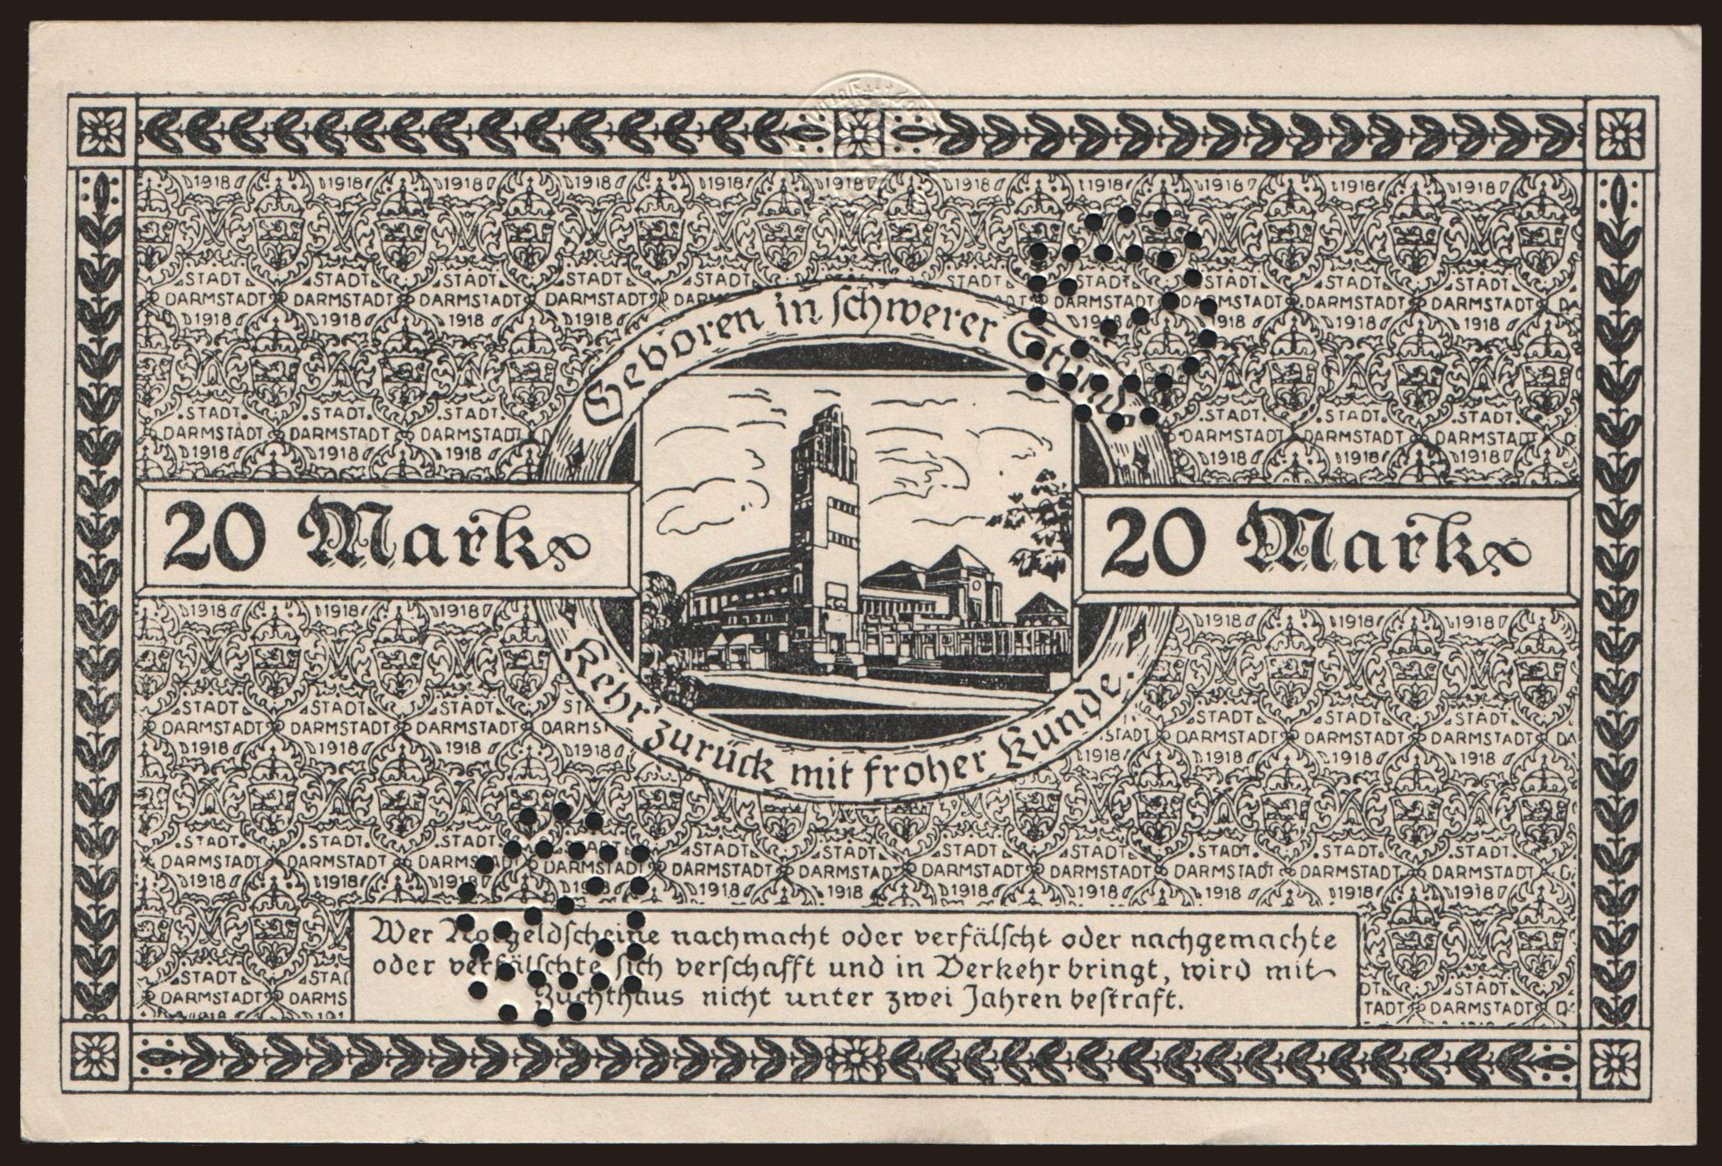 Geboren in schwerer Stund
20 Mark
20 Mark
Kehr' zurück mit froher Kunde.
Wer Notgeldscheine nachmacht oder verfälscht oder nachgemachte
oder verfälschte sich verschafft und in Verkehr bringt, wird mit
Zuchthaus nicht unter zwei Jahren bestraft.
1918
STADT
DARMSTADT
1918